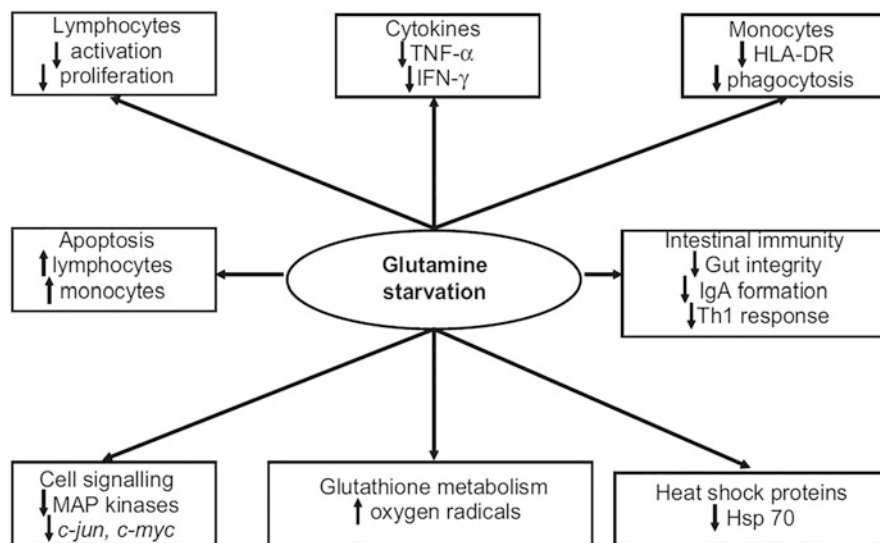 Lymphocytes
↓ activation
↓ proliferation
Cytokines
↓ TNF-α
↓ IFN-γ
Monocytes
↓ HLA-DR
↓ phagocytosis
Apoptosis
↑ lymphocytes
↑ monocytes
Glutamine
starvation
Intestinal immunity
↓ Gut integrity
↓ IgA formation
↓ Th1 response
Cell signalling
↓ MAP kinases
↓ c-jun, c-myc
Glutathione metabolism
↑ oxygen radicals
Heat shock proteins
↓ Hsp 70